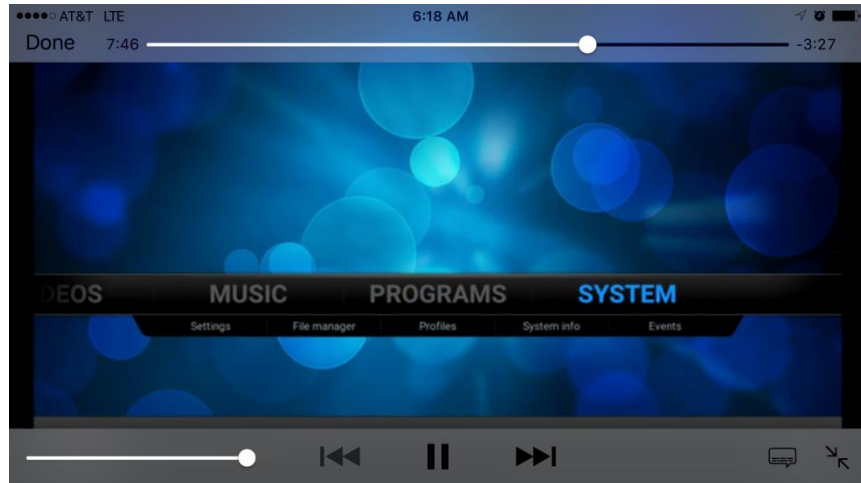 AT&T LTE 6:18 AM
Done 7:46 -3:27
DEOS MUSIC PROGRAMS SYSTEM
Settings File manager Profiles System info Events